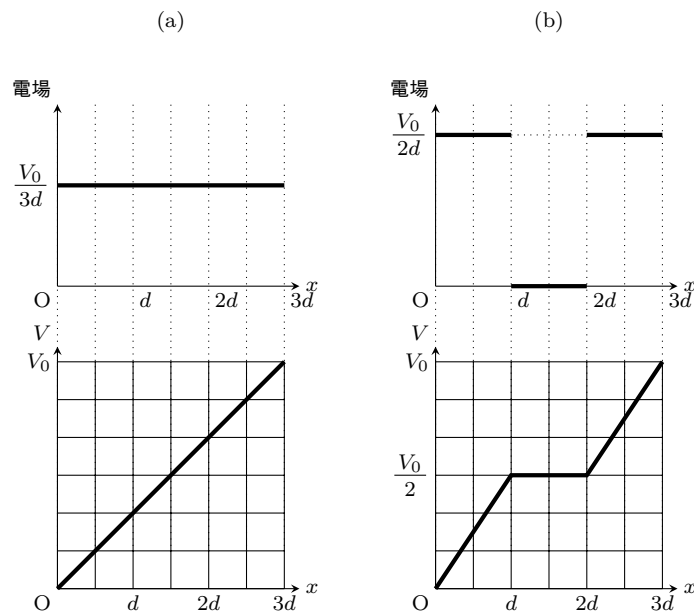 (a)
(b)
電場
電場
V₀/3d
V₀/2d
O d 2d 3d x
O d 2d 3d x
V
V
V₀
V₀
V₀/2
O d 2d 3d x
O d 2d 3d x